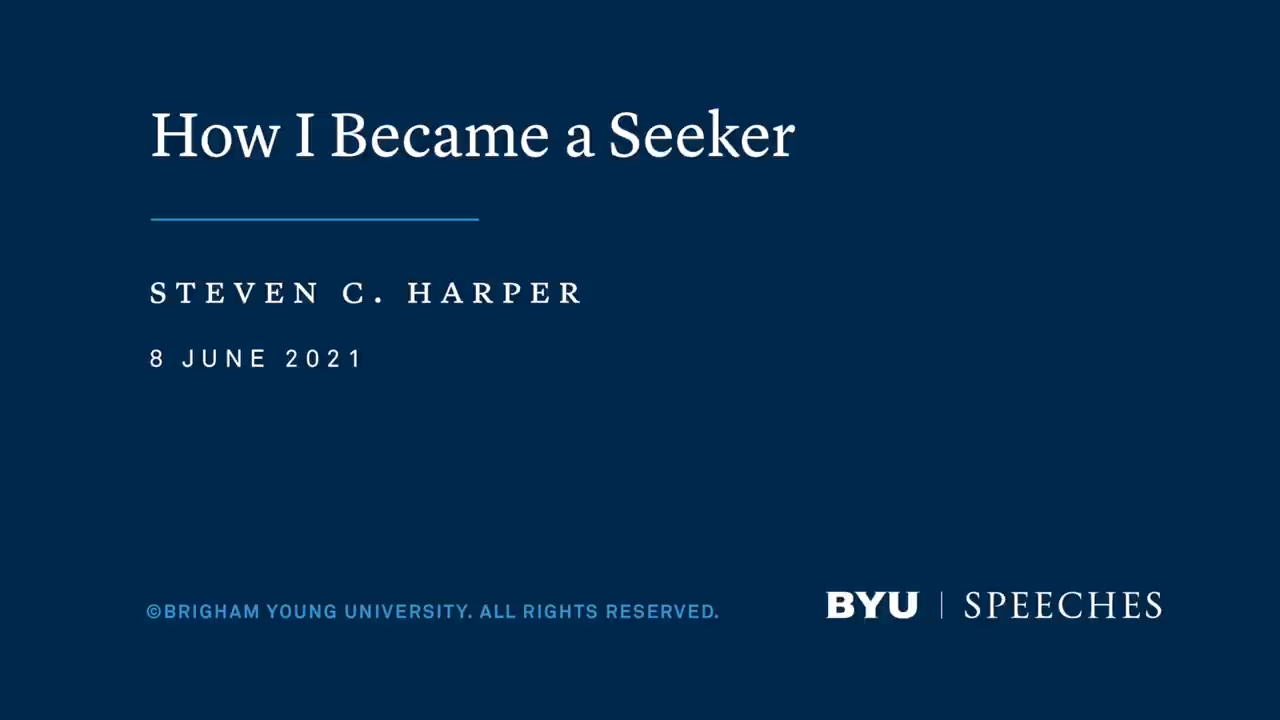 How I Became a Seeker
STEVEN C. HARPER
8 JUNE 2021
©BRIGHAM YOUNG UNIVERSITY. ALL RIGHTS RESERVED.
BYU | SPEECHES